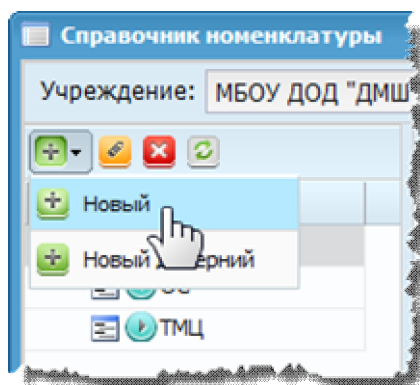 Справочник номенклатуры
Учреждение: МБОУ ДОД "ДМШ
Новый
Новый
ОС
ТМЦ